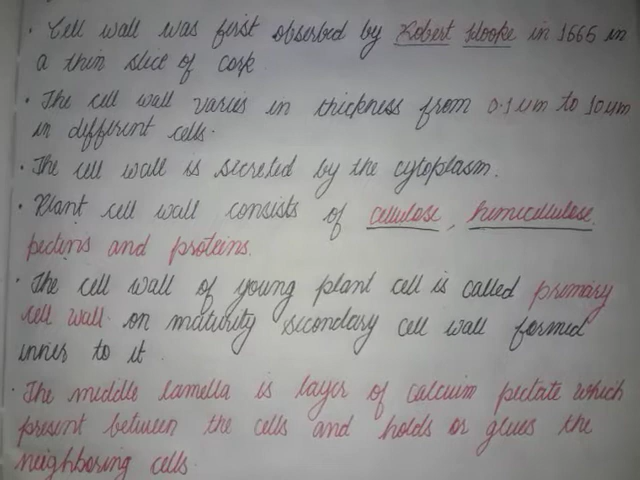 · Cell wall was first observed by Robert Hooke in 1665 in
a thin slice of cork
· The cell wall varies in thickness from 0.1 um to 10 um
in different cells.
· The cell wall is secreted by the cytoplasm.
· Plant cell wall consists of cellulose, hemicellulose,
pectins and proteins.
· The cell wall of young plant cell is called primary
cell wall on maturity secondary cell wall formed
inner to it.
· The middle lamella is layer of calcium pectate which
present between the cells and holds or glues the
neighboring cells.